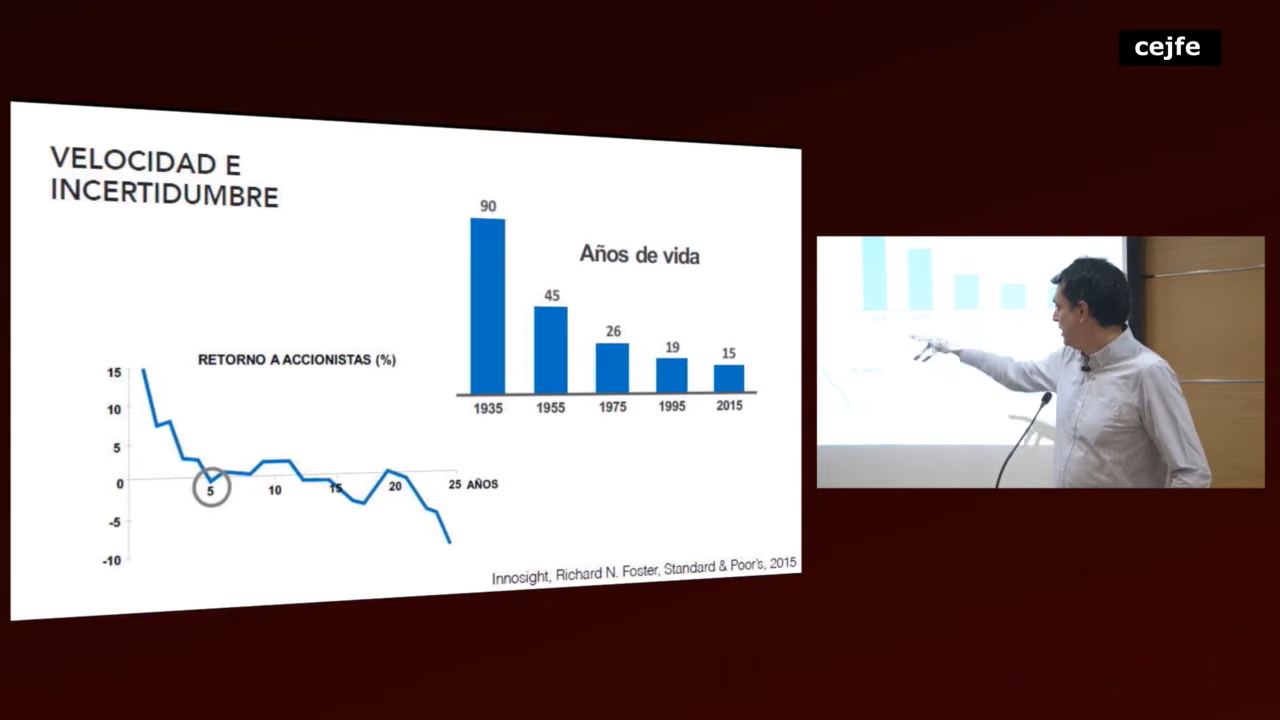 cejfe
VELOCIDAD E
INCERTIDUMBRE
90
45
26
19
15
Años de vida
1935
1955
1975
1995
2015
RETORNO A ACCIONISTAS (%)
15
10
5
0
-5
-10
5
10
15
20
25 AÑOS
Innosight, Richard N. Foster, Standard & Poor's, 2015